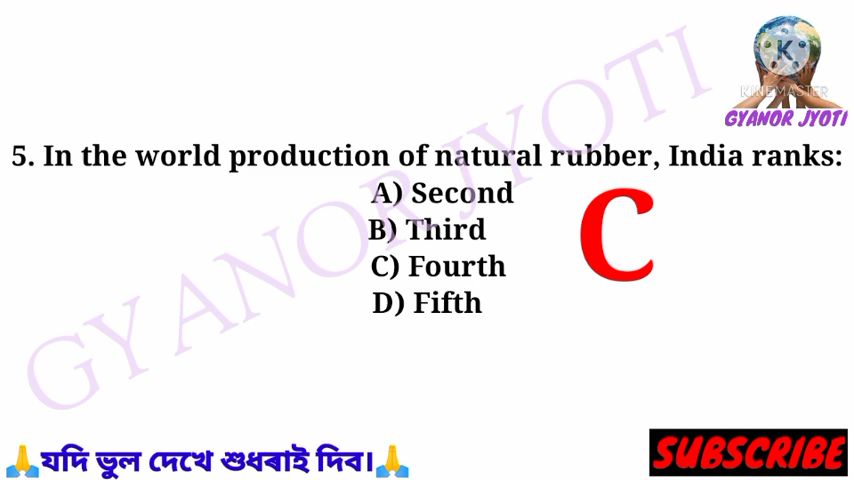 K
KINEMASTER
GYANOR JYOTI
5. In the world production of natural rubber, India ranks:
A) Second
B) Third
C) Fourth
D) Fifth
C
GYANOR JYOTI
🙏যদি ভুল দেখে শুধৰাই দিব।🙏
SUBSCRIBE